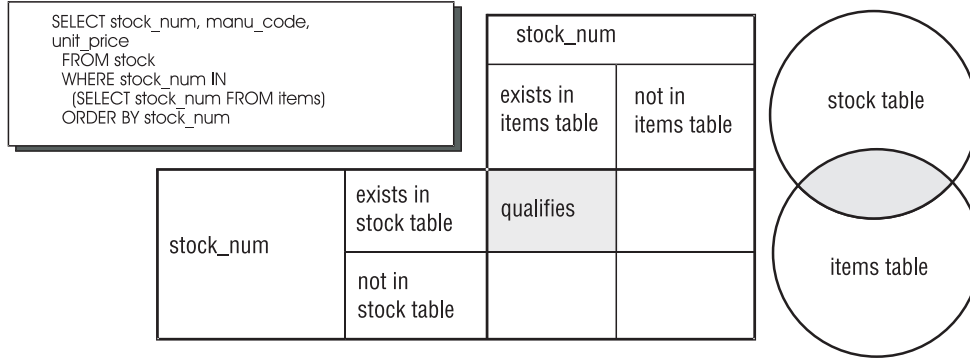 SELECT stock_num, manu_code,
unit_price
FROM stock
WHERE stock_num IN
(SELECT stock_num FROM items)
ORDER BY stock_num
stock_num
exists in
items table
not in
items table
stock_num
exists in
stock table
qualifies
not in
stock table
stock table
items table